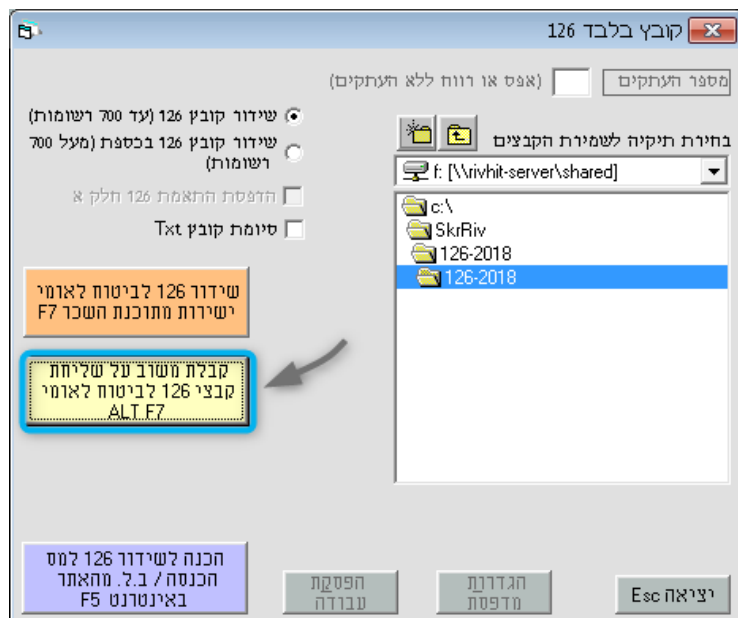 קובץ בלבד 126
מספר העתקים
(אפס או רווח ללא העתקים)
שידור קובץ 126 (עד 700 רשומות)
שידור קובץ 126 בכספת (מעל 700
רשומות)
הדפסת התאמת 126 חלק א
סיומת קובץ Txt
בחירת תיקיה לשמירת הקבצים
f: [\\rivhit-server\shared]
c:\
SkrRiv
126-2018
126-2018
שידור 126 לביטוח לאומי
ישירות מתוכנת השכר F7
קבלת משוב על שליחת
קבצי 126 לביטוח לאומי
ALT F7
הכנה לשידור 126 למס
הכנסה / ב.ל. מהאתר
באינטרנט F5
הפסקת
עבודה
הגדרות
מדפסת
יציאה Esc